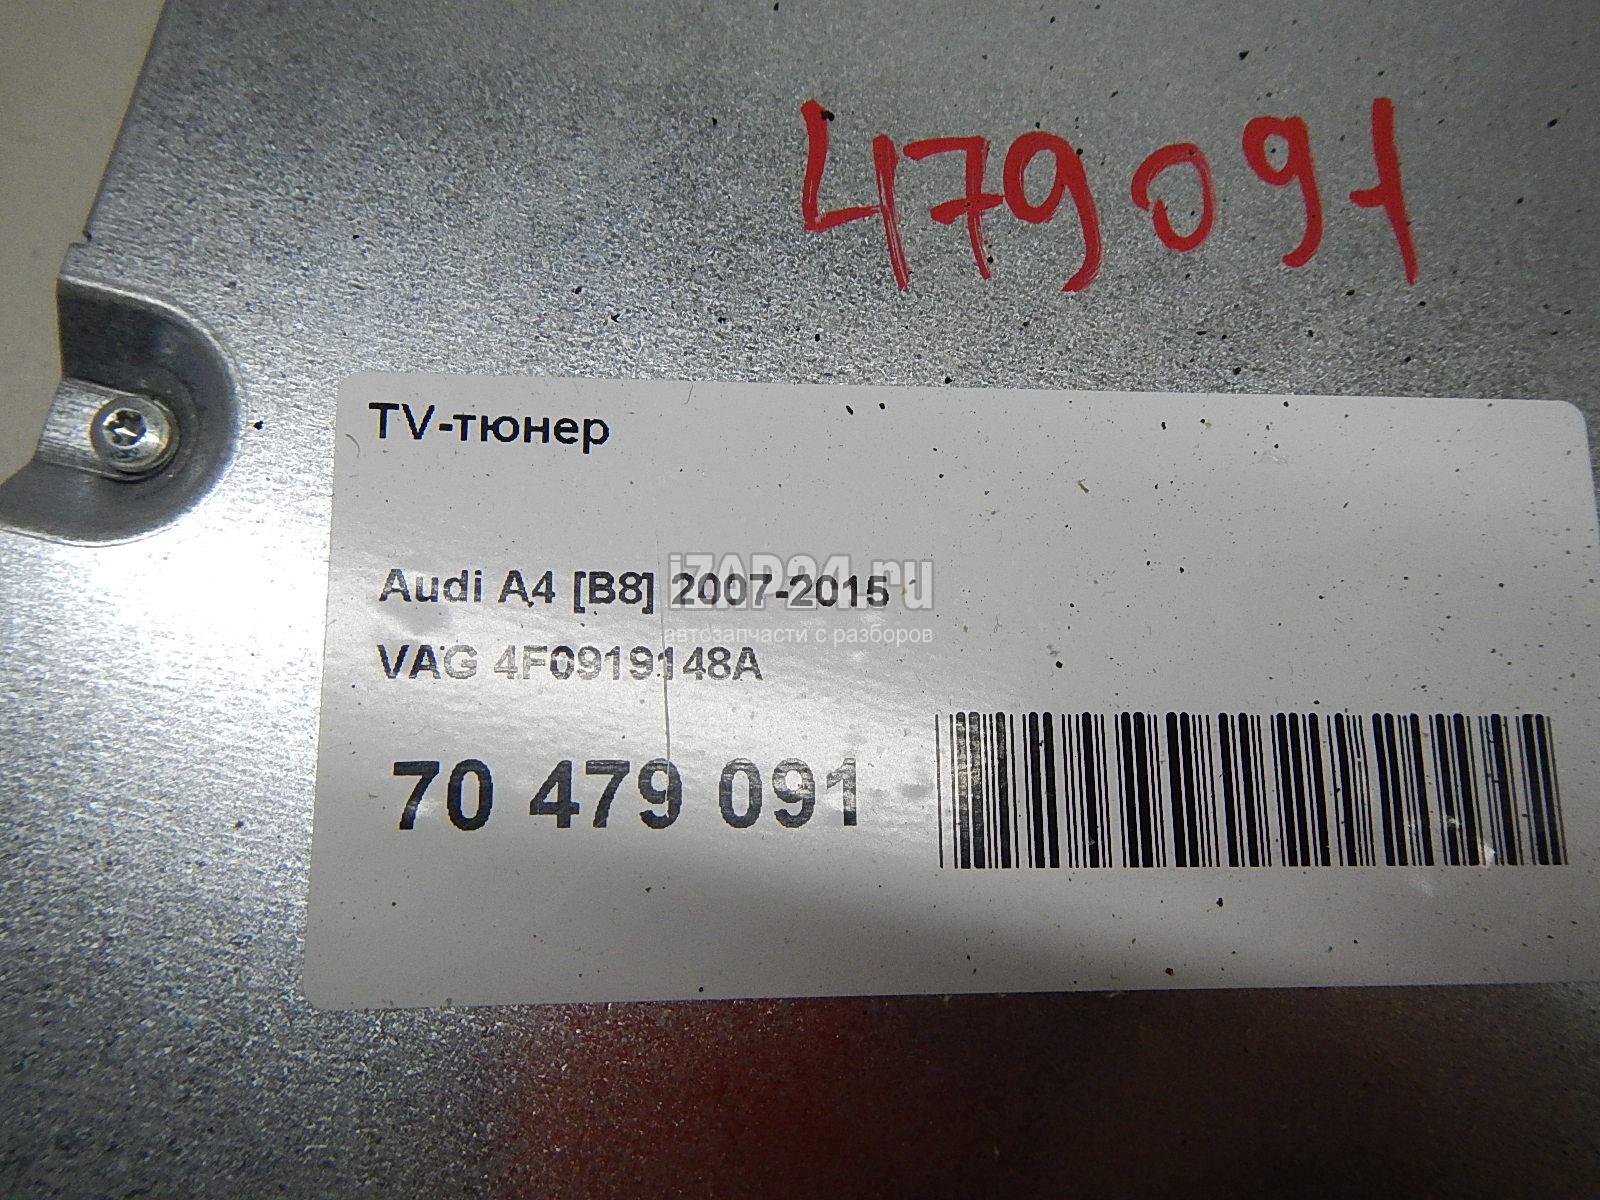 479091
TV-тюнер
Audi A4 [B8] 2007-2015
iZAP24.ru
автозапчасти с разборов
VAG 4F0919148A
70 479 091